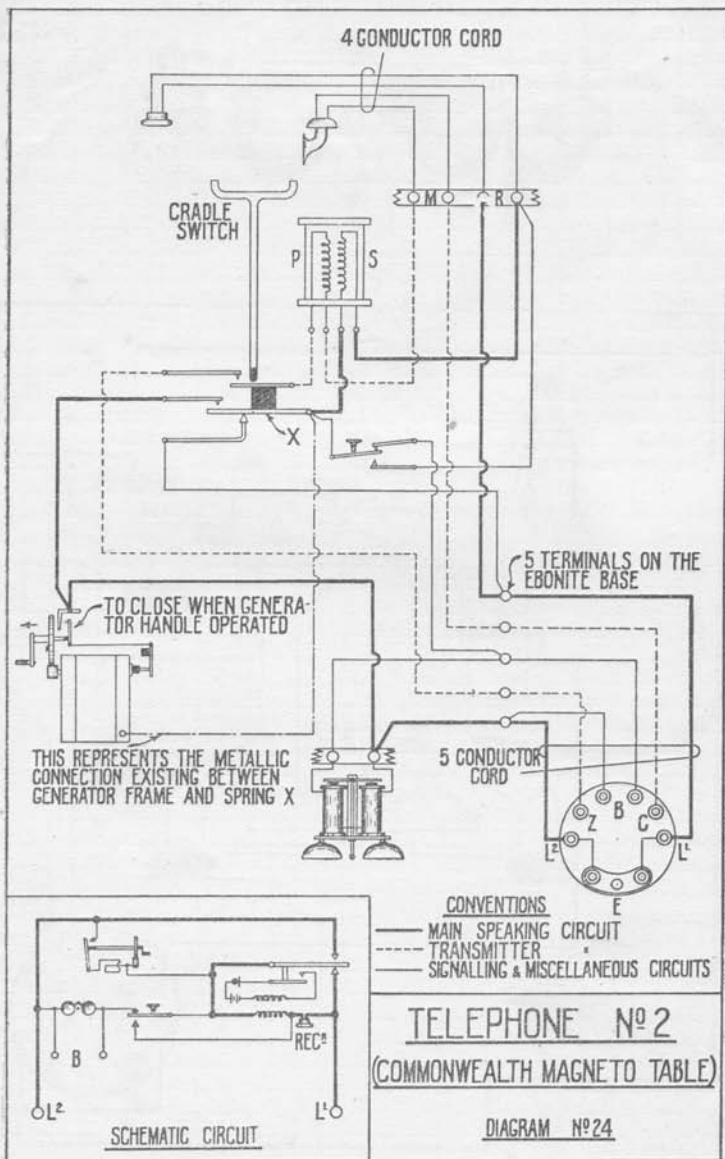 4 CONDUCTOR CORD
CRADLE
SWITCH
M
R
P
S
X
5 TERMINALS ON THE
EBONITE BASE
TO CLOSE WHEN GENERA-
TOR HANDLE OPERATED
THIS REPRESENTS THE METALLIC
CONNECTION EXISTING BETWEEN
GENERATOR FRAME AND SPRING X
5 CONDUCTOR
CORD
Z
B
C
L²
L¹
E
CONVENTIONS
MAIN SPEAKING CIRCUIT
TRANSMITTER "
SIGNALLING & MISCELLANEOUS CIRCUITS
B
RECᴿ
L²
L¹
SCHEMATIC CIRCUIT
TELEPHONE Nº 2
(COMMONWEALTH MAGNETO TABLE)
DIAGRAM Nº 24